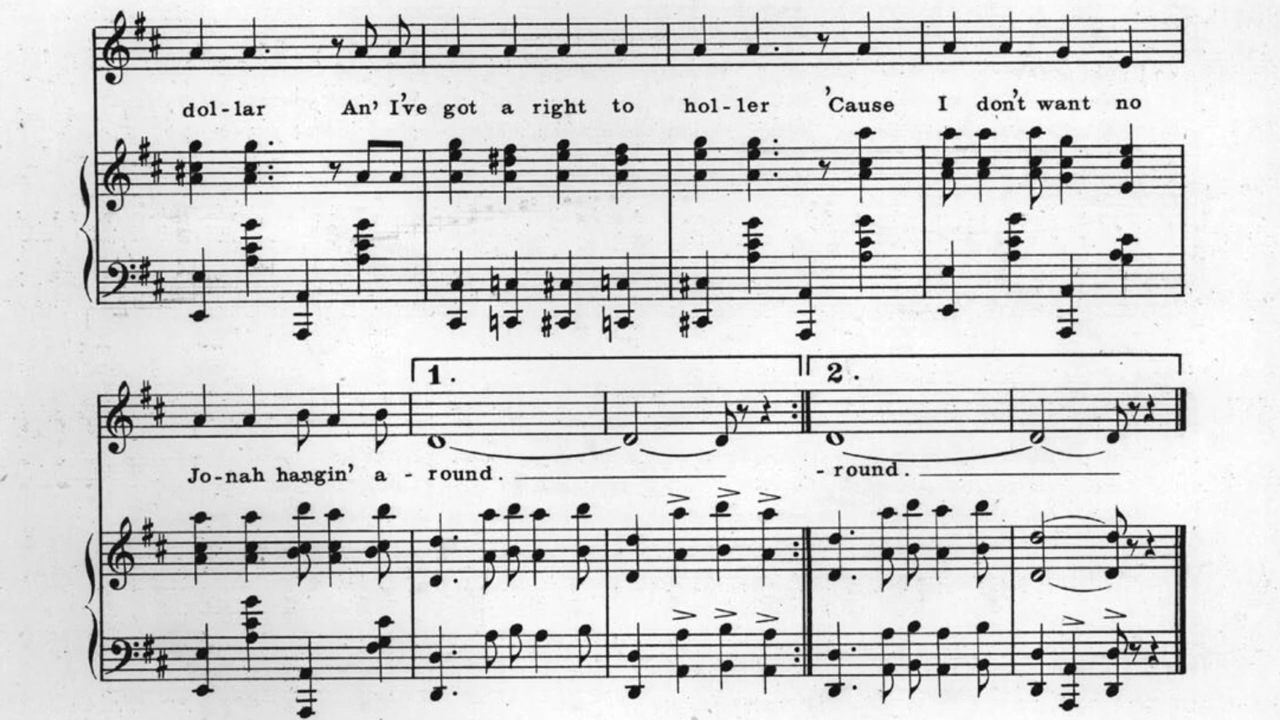 dol-lar An' I've got a right to hol-ler 'Cause I don't want no
1. 2.
Jo-nah hangin' a - round. - round.